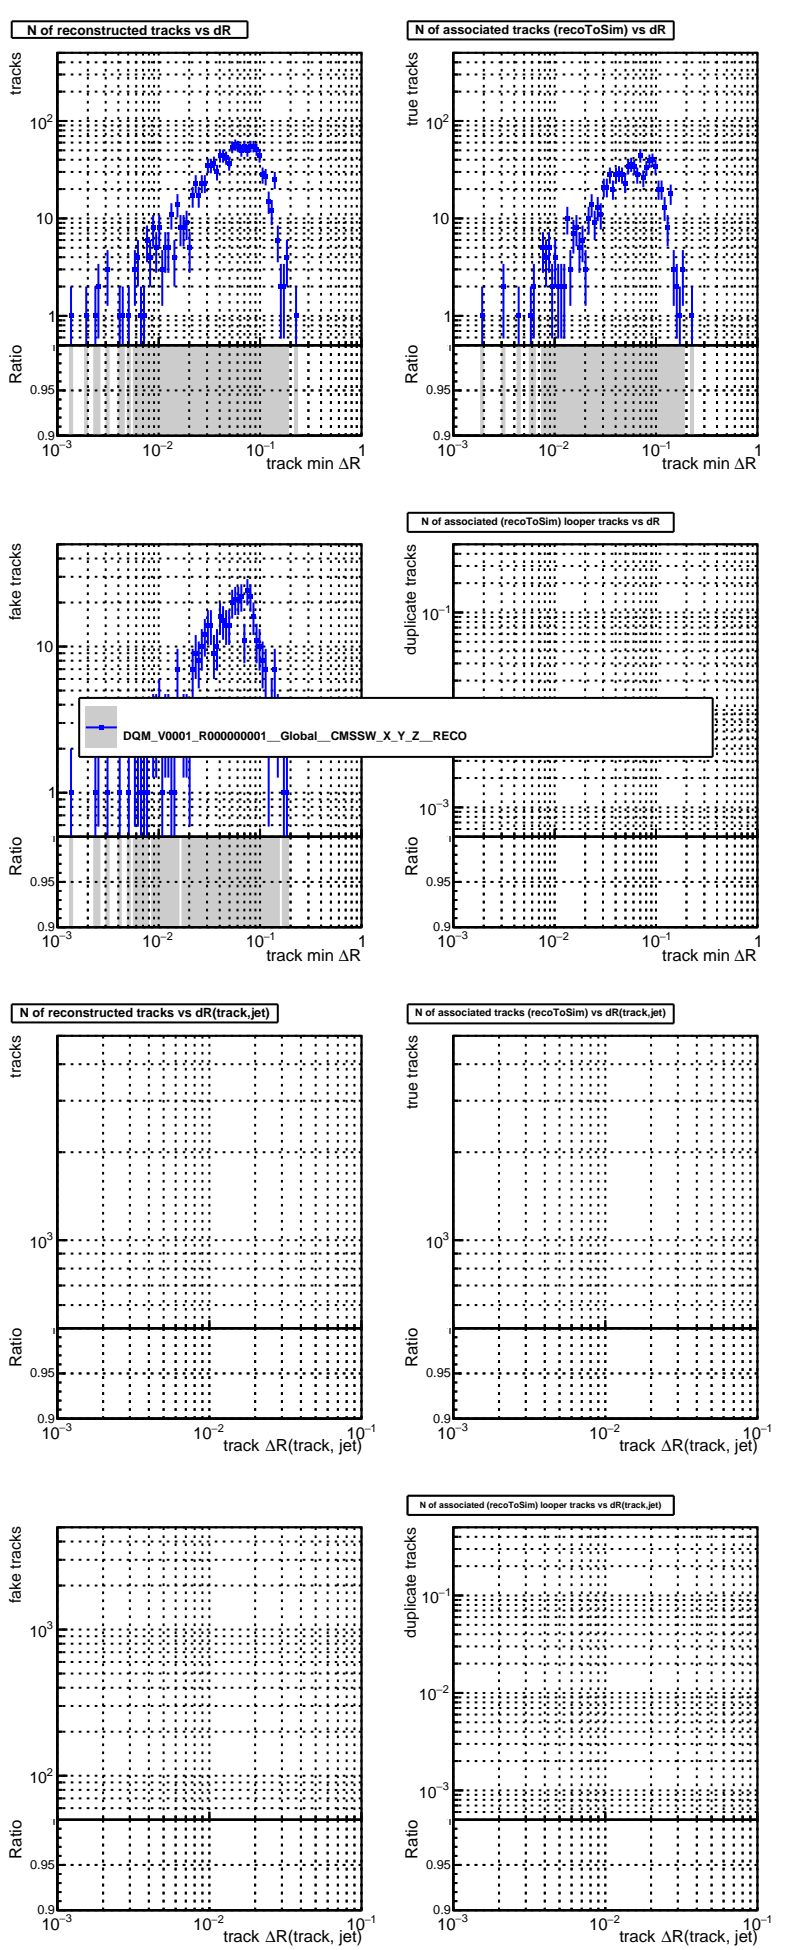 N of reconstructed tracks vs dR
tracks
10²
10
1
Ratio
1
0.95
0.9
10⁻³ 10⁻² 10⁻¹ 1
track min ΔR
N of associated tracks (recoToSim) vs dR
true tracks
10²
10
1
Ratio
0.95
0.9
10⁻³ 10⁻² 10⁻¹ 1
track min ΔR
fake tracks
10
1
Ratio
0.95
0.9
10⁻³ 10⁻² 10⁻¹ 1
track min ΔR
N of associated (recoToSim) looper tracks vs dR
duplicate tracks
10⁻¹
10⁻³
Ratio
0.95
0.9
10⁻³ 10⁻² 10⁻¹ 1
track min ΔR
DQM_V0001_R000000001__Global__CMSSW_X_Y_Z__RECO
N of reconstructed tracks vs dR(track,jet)
tracks
10³
Ratio
0.95
0.9
10⁻³ 10⁻² 10⁻¹
track ΔR(track, jet)
N of associated tracks (recoToSim) vs dR(track,jet)
true tracks
10³
Ratio
0.95
0.9
10⁻³ 10⁻² 10⁻¹
track ΔR(track, jet)
fake tracks
10³
10²
Ratio
0.95
0.9
10⁻³ 10⁻² 10⁻¹
track ΔR(track, jet)
N of associated (recoToSim) looper tracks vs dR(track,jet)
duplicate tracks
10⁻¹
10⁻²
10⁻³
Ratio
0.95
0.9
10⁻³ 10⁻² 10⁻¹
track ΔR(track, jet)